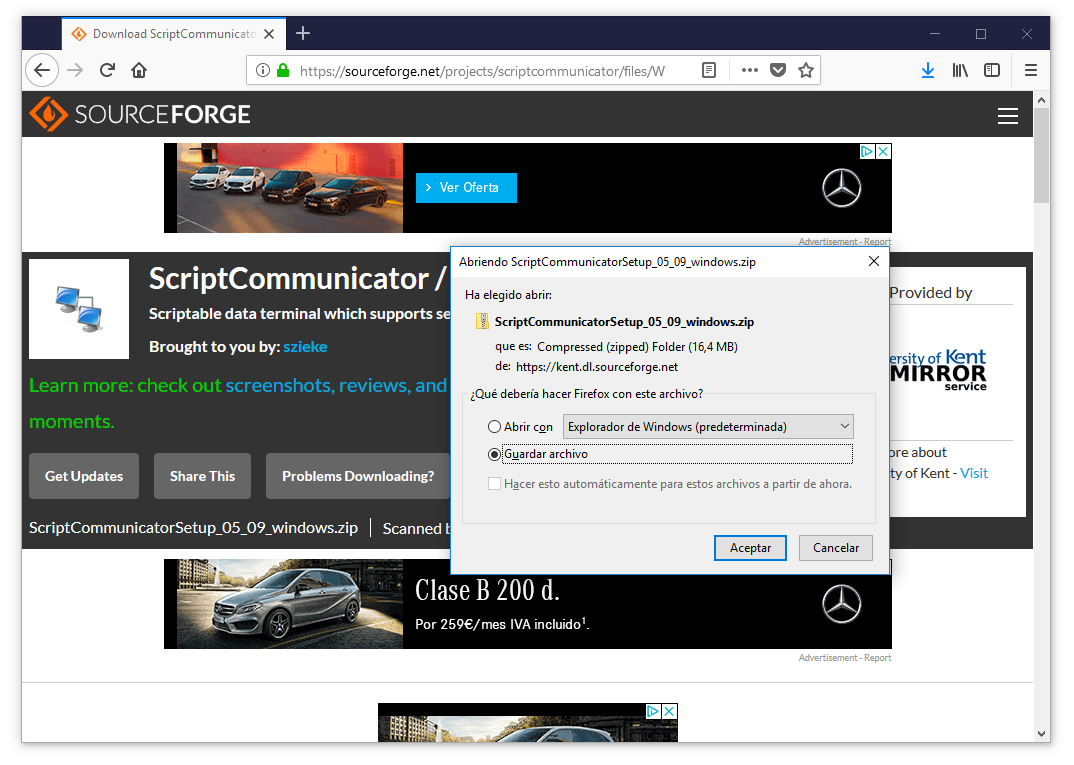 Download ScriptCommunicato
https://sourceforge.net/projects/scriptcommunicator/files/W
SOURCEFORGE
Ver Oferta
Advertisement - Report
ScriptCommunicator /
Scriptable data terminal which supports se
Brought to you by: szieke
Learn more: check out screenshots, reviews, and
moments.
Get Updates
Share This
Problems Downloading?
ScriptCommunicatorSetup_05_09_windows.zip
Scanned b
Abriendo ScriptCommunicatorSetup_05_09_windows.zip
Ha elegido abrir:
ScriptCommunicatorSetup_05_09_windows.zip
que es: Compressed (zipped) Folder (16,4 MB)
de: https://kent.dl.sourceforge.net
¿Qué debería hacer Firefox con este archivo?
Abrir con
Explorador de Windows (predeterminada)
Guardar archivo
Hacer esto automáticamente para estos archivos a partir de ahora.
Aceptar
Cancelar
Provided by
ersity of Kent
MIRROR
service
ore about
ty of Kent - Visit
Clase B 200 d.
Por 259€/mes IVA incluido¹.
Advertisement - Report